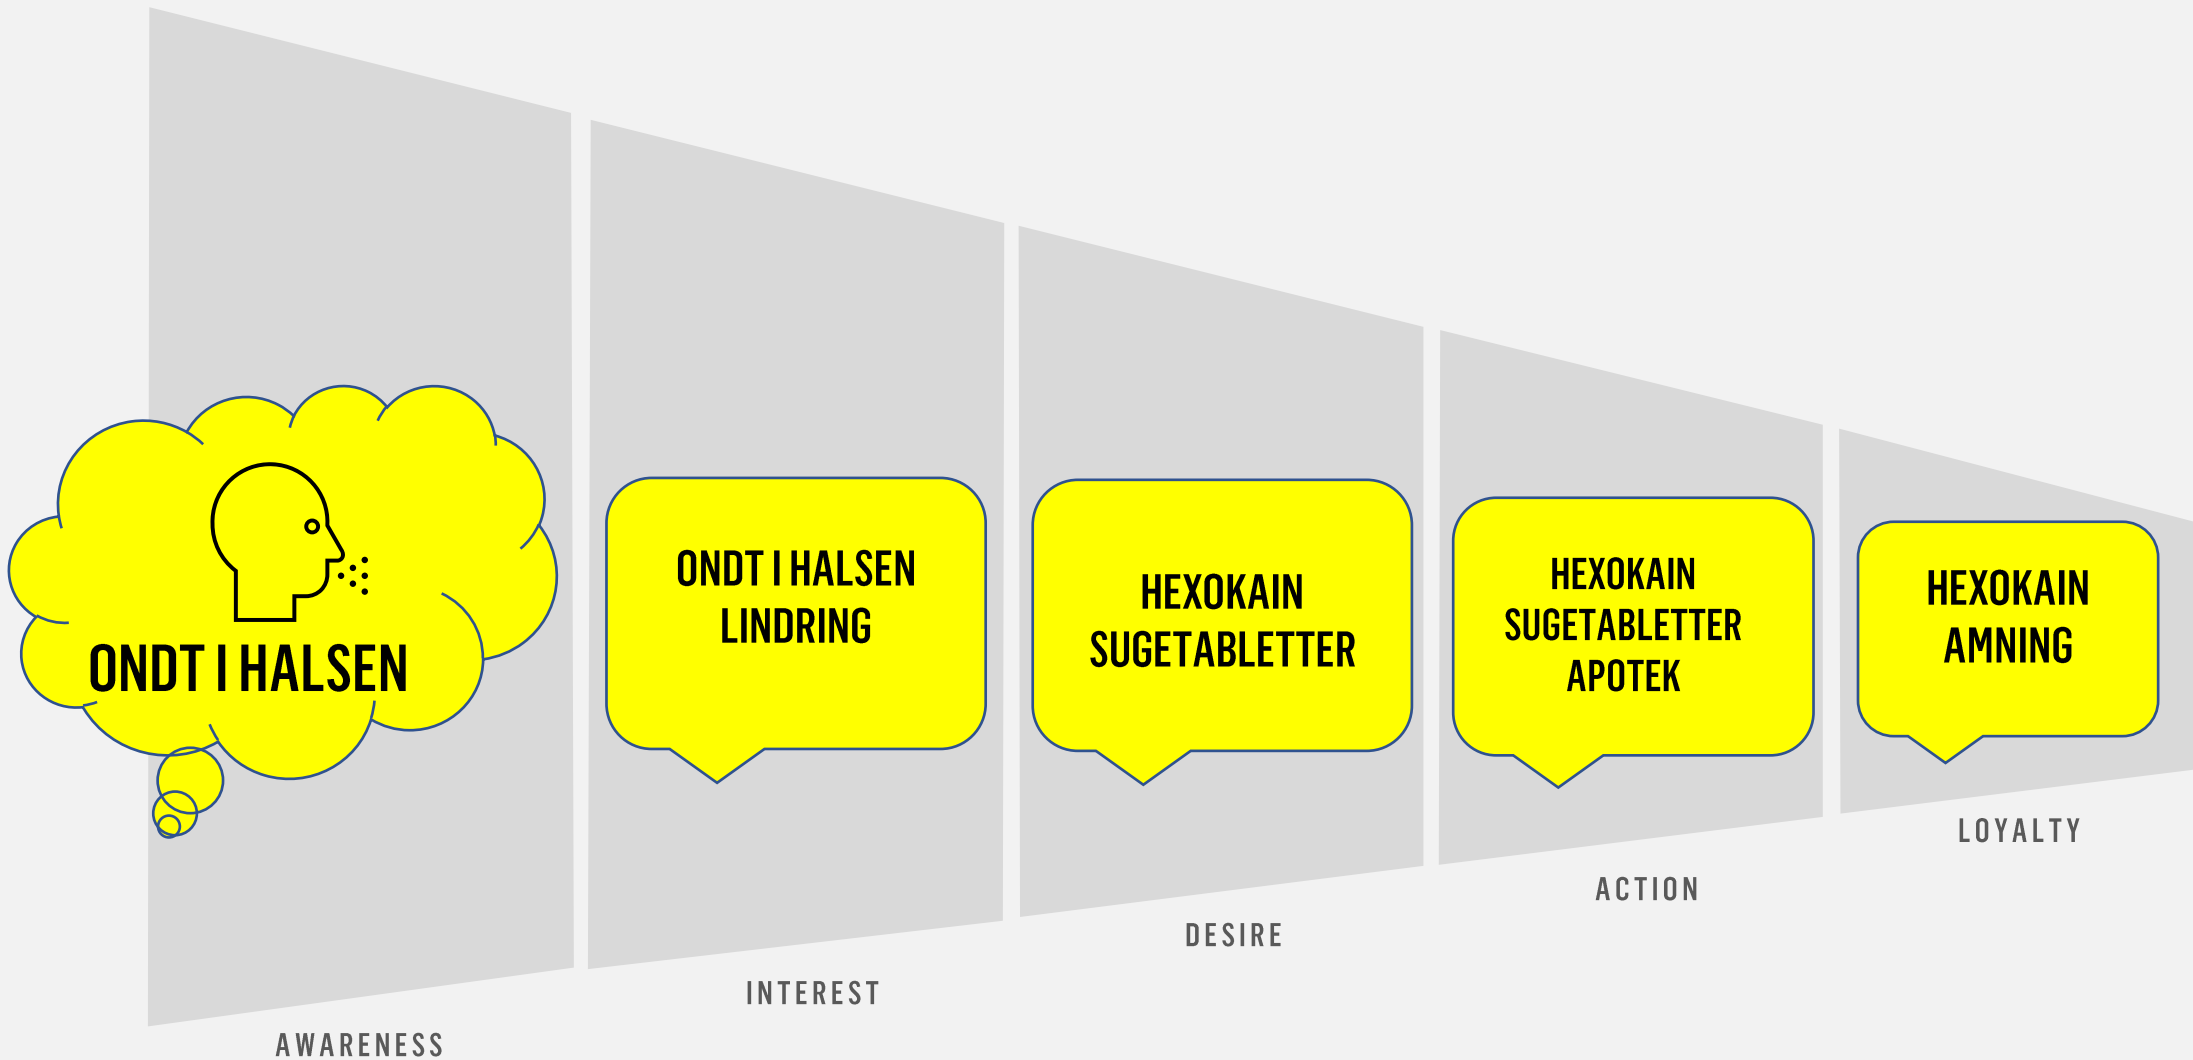 ONDT I HALSEN
ONDT I HALSEN
LINDRING
HEXOKAIN
SUGETABLETTER
HEXOKAIN
SUGETABLETTER
APOTEK
HEXOKAIN
AMNING
AWARENESS
INTEREST
DESIRE
ACTION
LOYALTY